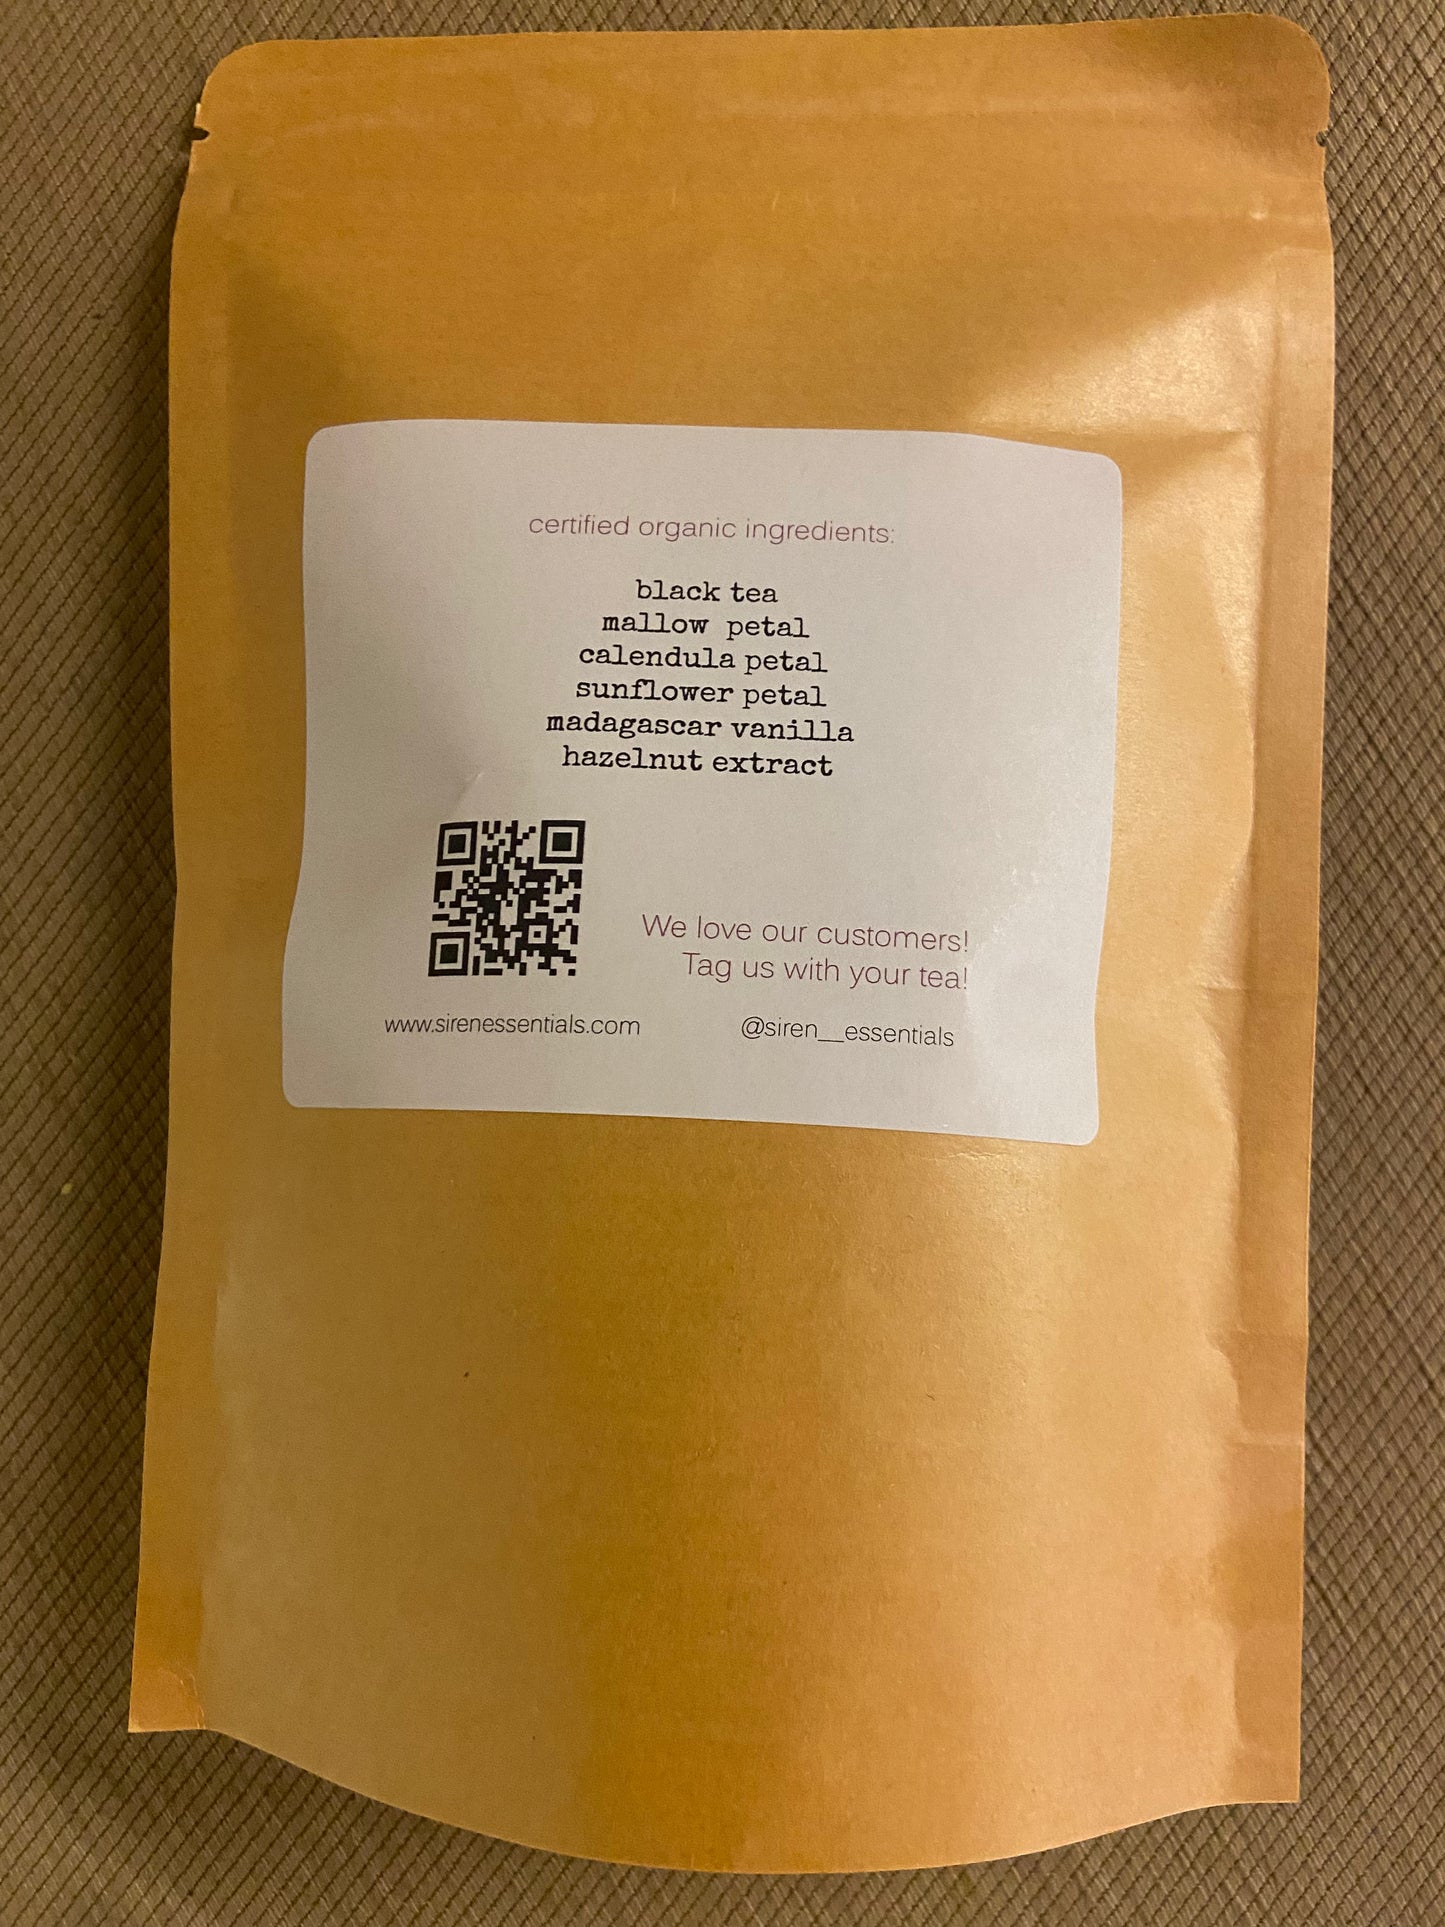 certified organic ingredients:
black tea
mallow petal
calendula petal
sunflower petal
madagascar vanilla
hazelnut extract
We love our customers!
Tag us with your tea!
www.sirenessentials.com
@siren__essentials